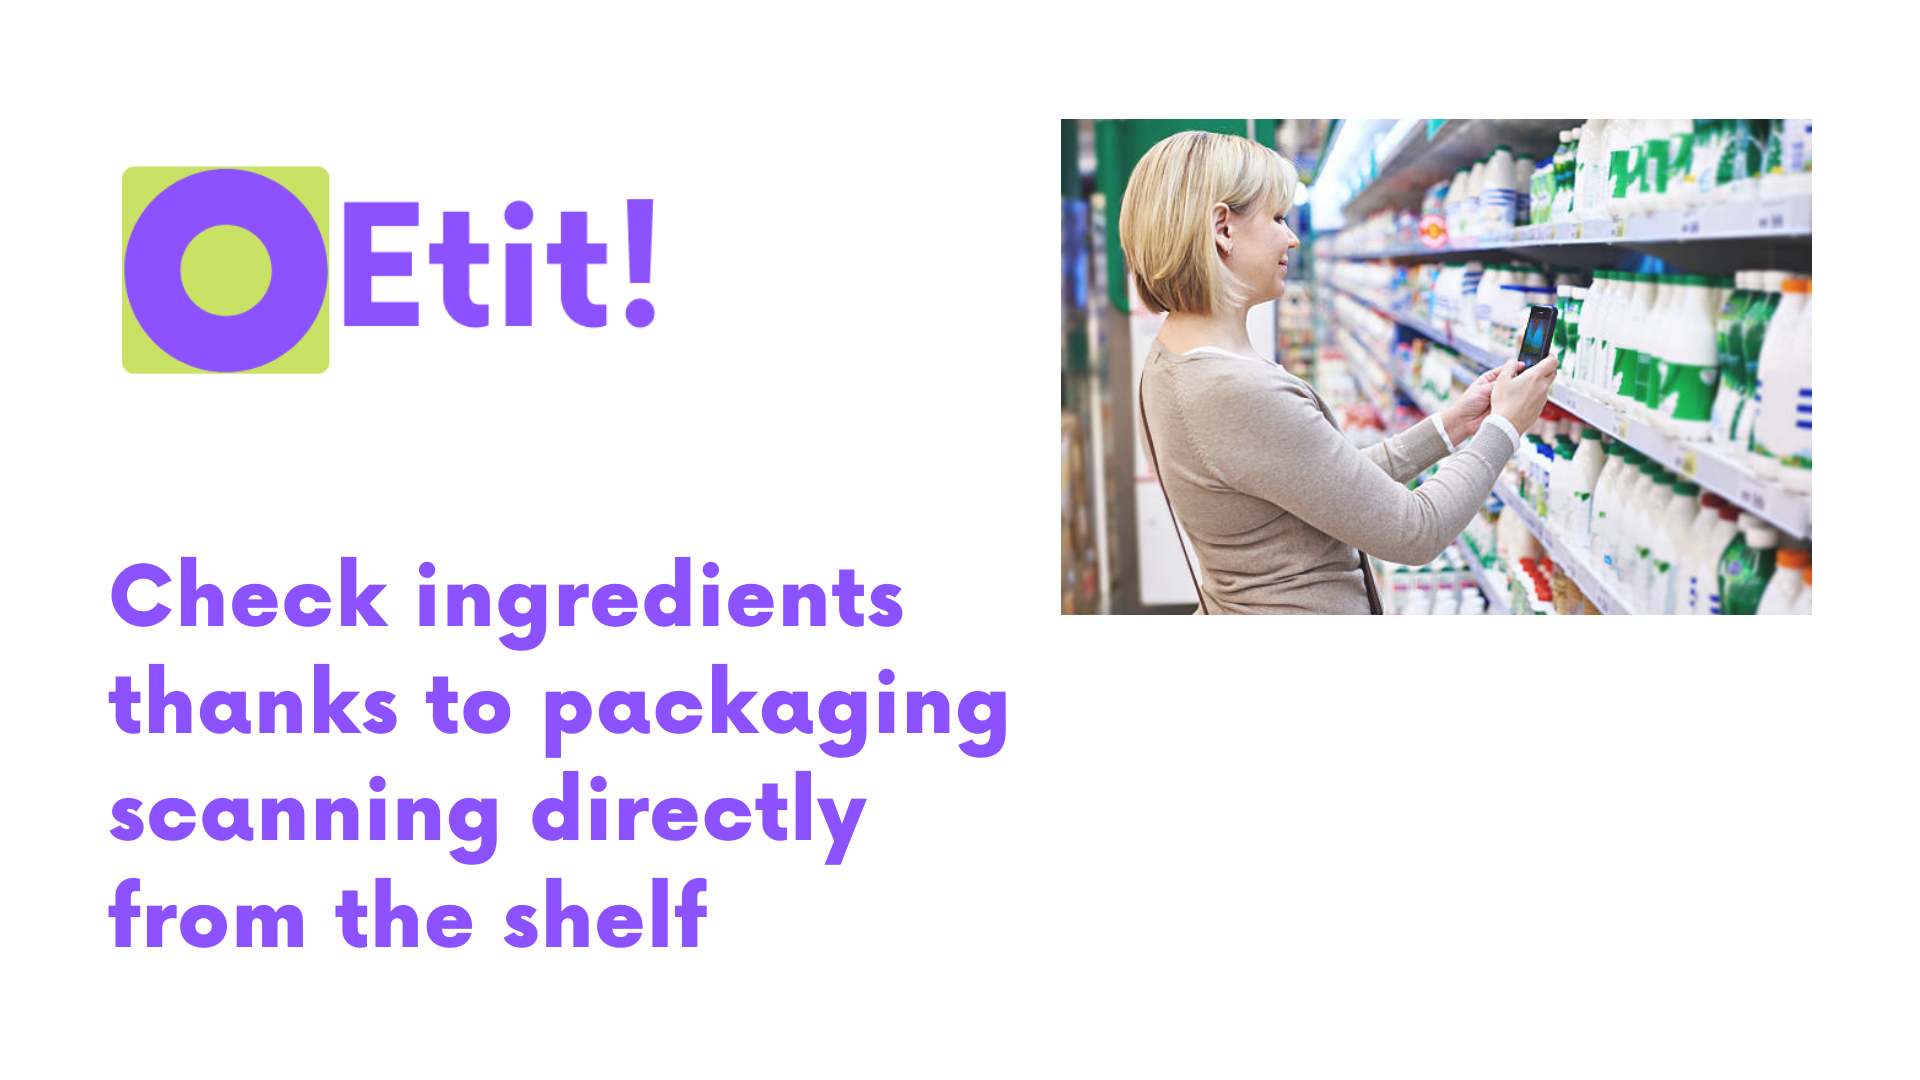 Etit!
Check ingredients
thanks to packaging
scanning directly
from the shelf